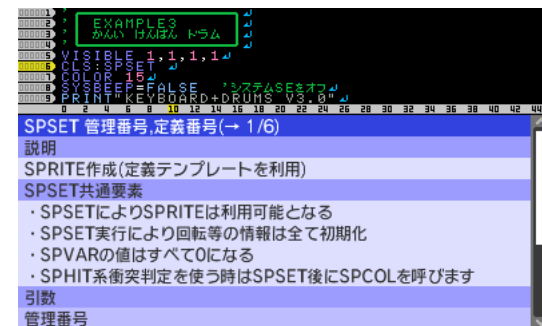 00001 '
00002 ' EXAMPLE3
00003 ' かんい けんばん ドラム
00004 '
00005 VISIBLE 1,1,1,1
00006 CLS:SPSET
00007 COLOR 15
00008 SYSBEEP=FALSE 'システムSEをオフ
00009 PRINT"KEYBOARD+DRUMS V3.0"
0 2 4 6 8 10 12 14 16 18 20 22 24 26 28 30 32 34 36 38 40 42 44
SPSET 管理番号,定義番号(→ 1/6)
説明
SPRITE作成(定義テンプレートを利用)
SPSET共通要素
・SPSETによりSPRITEは利用可能となる
・SPSET実行により回転等の情報は全て初期化
・SPVARの値はすべて0になる
・SPHIT系衝突判定を使う時はSPSET後にSPCOLを呼びます
引数
管理番号